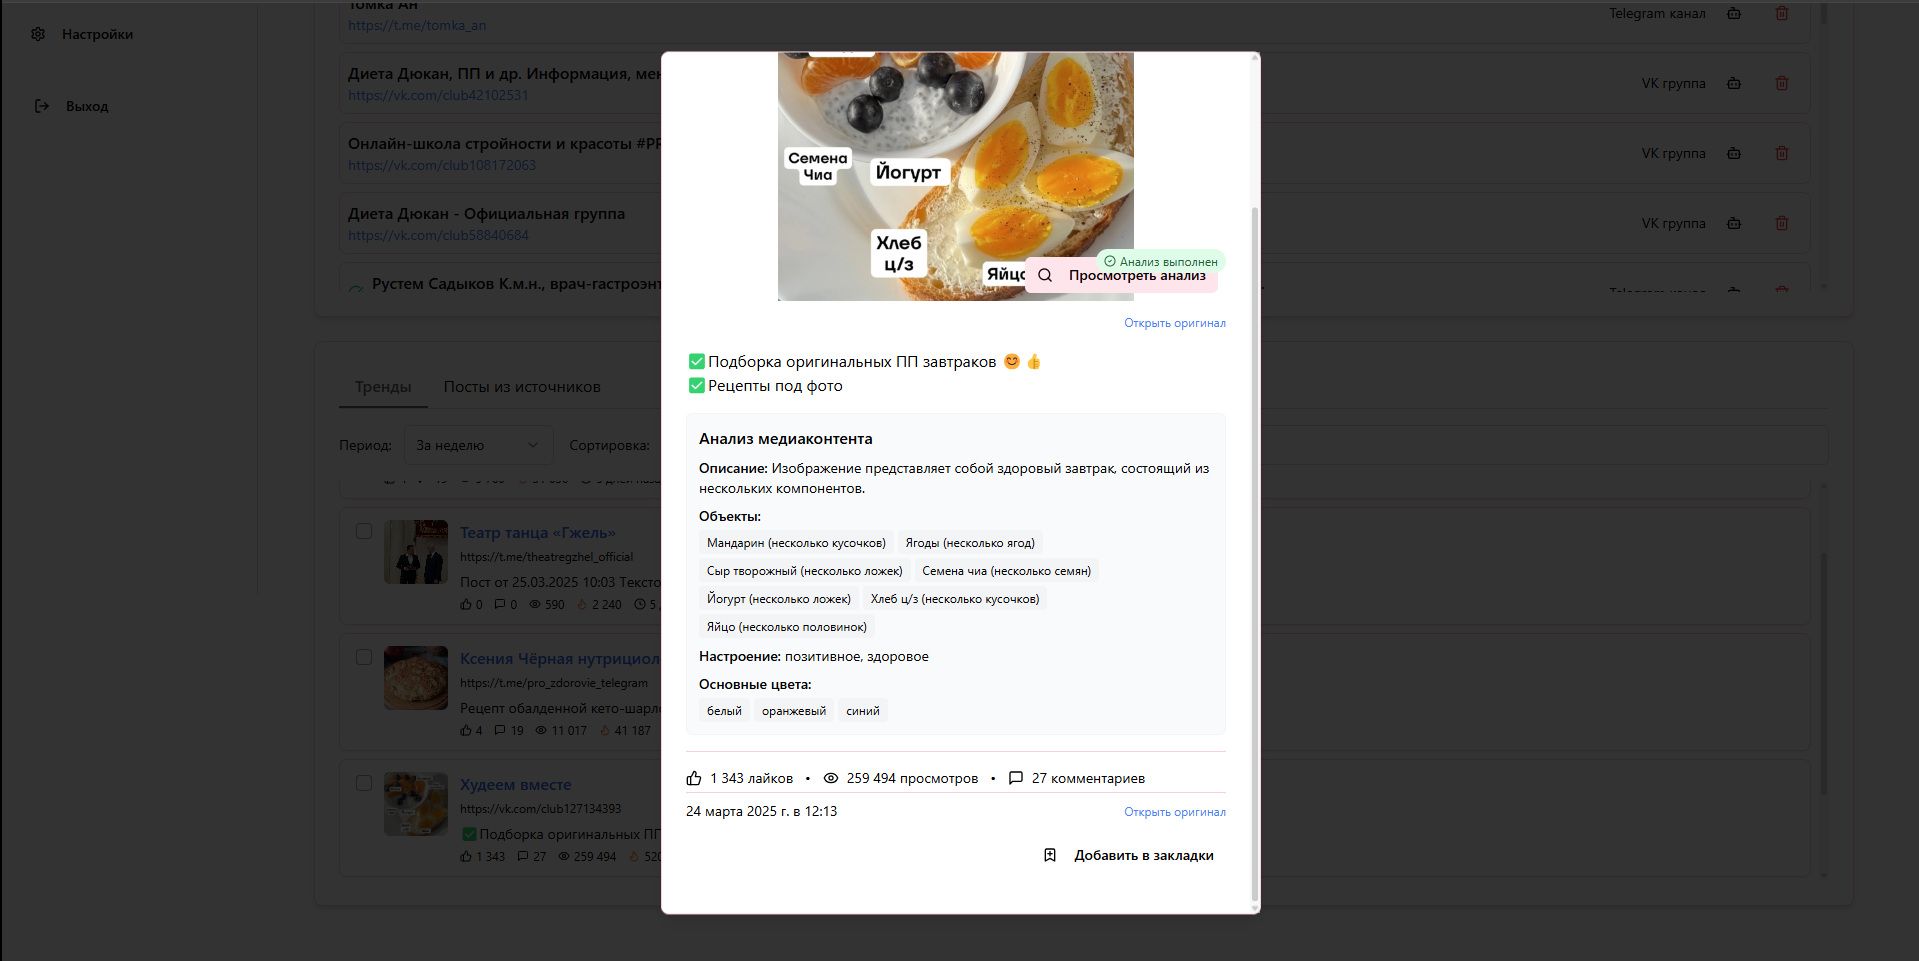 Настройки
Выход
Томка Ан
https://t.me/tomka_an
Telegram канал
Диета Дюкан, ПП и др. Информация, мен
https://vk.com/club42102531
VK группа
Онлайн-школа стройности и красоты #PR
https://vk.com/club108172063
VK группа
Диета Дюкан - Официальная группа
https://vk.com/club58840684
VK группа
Рустем Садыков К.м.н., врач-гастроэнт
Telegram канал
Тренды
Посты из источников
Период:
За неделю
Сортировка:
Театр танца «Гжель»
https://t.me/theatregzhel_official
Пост от 25.03.2025 10:03 Тексто
0 0 590 2 240 5
Ксения Чёрная нутрициол
https://t.me/pro_zdorovie_telegram
Рецепт обалденной кето-шарл
4 19 11 017 41 187
Худеем вместе
https://vk.com/club127134393
✅Подборка оригинальных ПП
1 343 27 259 494 520
Семена
Чиа
Йогурт
Хлеб
ц/з
Яйцо
Анализ выполнен
Просмотреть анализ
Открыть оригинал
✅Подборка оригинальных ПП завтраков 😊 👍
✅Рецепты под фото
Анализ медиаконтента
Описание: Изображение представляет собой здоровый завтрак, состоящий из
нескольких компонентов.
Объекты:
Мандарин (несколько кусочков) Ягоды (несколько ягод)
Сыр творожный (несколько ложек) Семена чиа (несколько семян)
Йогурт (несколько ложек) Хлеб ц/з (несколько кусочков)
Яйцо (несколько половинок)
Настроение: позитивное, здоровое
Основные цвета:
белый оранжевый синий
1 343 лайков • 259 494 просмотров • 27 комментариев
24 марта 2025 г. в 12:13
Открыть оригинал
Добавить в закладки